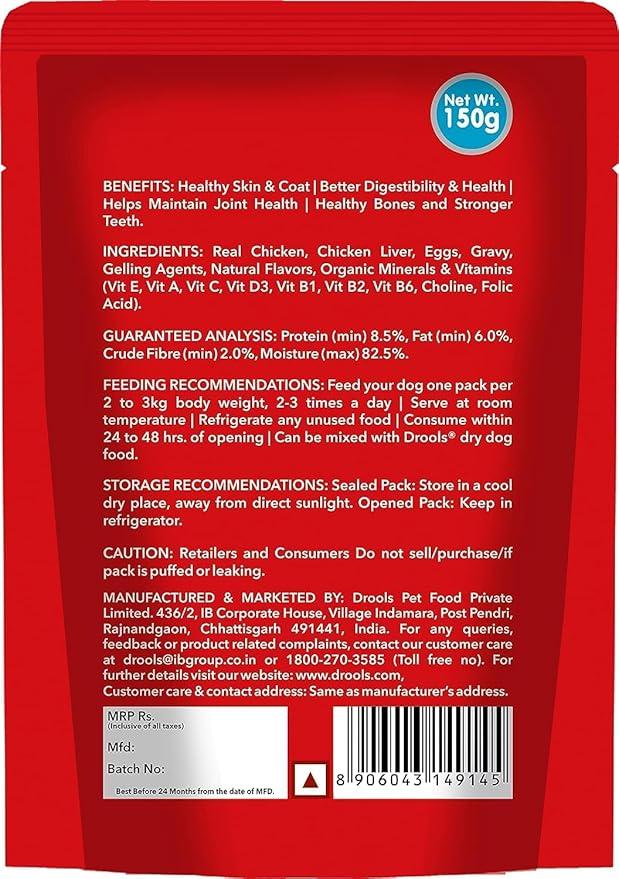 Net Wt.
150g
BENEFITS: Healthy Skin & Coat | Better Digestibility & Health |
Helps Maintain Joint Health | Healthy Bones and Stronger
Teeth.
INGREDIENTS: Real Chicken, Chicken Liver, Eggs, Gravy,
Gelling Agents, Natural Flavors, Organic Minerals & Vitamins
(Vit E, Vit A, Vit C, Vit D3, Vit B1, Vit B2, Vit B6, Choline, Folic
Acid).
GUARANTEED ANALYSIS: Protein (min) 8.5%, Fat (min) 6.0%,
Crude Fibre (min) 2.0%, Moisture (max) 82.5%.
FEEDING RECOMMENDATIONS: Feed your dog one pack per
2 to 3kg body weight, 2-3 times a day | Serve at room
temperature | Refrigerate any unused food | Consume within
24 to 48 hrs. of opening | Can be mixed with Drools® dry dog
food.
STORAGE RECOMMENDATIONS: Sealed Pack: Store in a cool
dry place, away from direct sunlight. Opened Pack: Keep in
refrigerator.
CAUTION: Retailers and Consumers Do not sell/purchase/if
pack is puffed or leaking.
MANUFACTURED & MARKETED BY: Drools Pet Food Private
Limited. 436/2, IB Corporate House, Village Indamara, Post Pendri,
Rajnandgaon, Chhattisgarh 491441, India. For any queries,
feedback or product related complaints, contact our customer care
at drools@ibgroup.co.in or 1800-270-3585 (Toll free no). For
further details visit our website: www.drools.com,
Customer care & contact address: Same as manufacturer's address.
MRP Rs.
(Inclusive of all taxes)
Mfd:
Batch No:
Best Before 24 Months from the date of MFD.
8 906043 149145